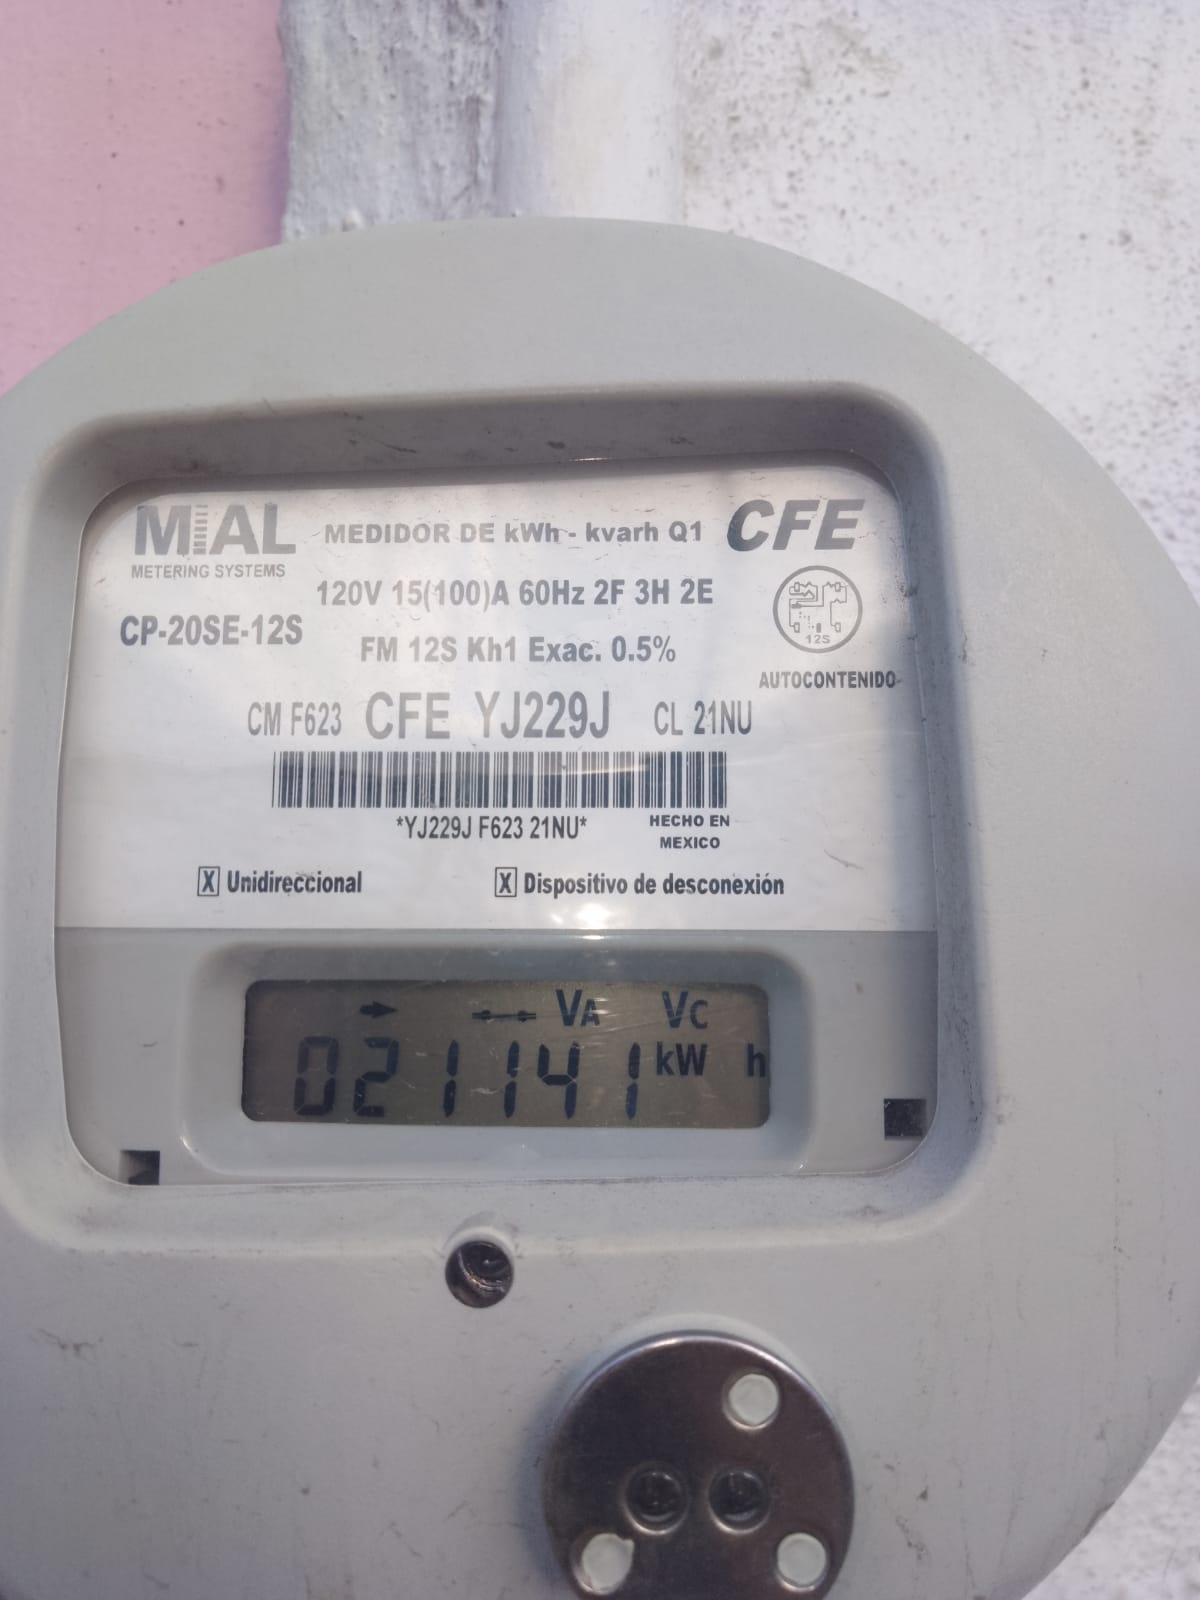 MIAL MEDIDOR DE kWh - kvarh Q1 CFE
METERING SYSTEMS
120V 15(100)A 60Hz 2F 3H 2E
CP-20SE-12S
FM 12S Kh1 Exac. 0.5%
12S
AUTOCONTENIDO
CM F623 CFE YJ229J CL 21NU
*YJ229J F623 21NU*
HECHO EN
MEXICO
X Unidireccional X Dispositivo de desconexión
VA VC
021141 kW h